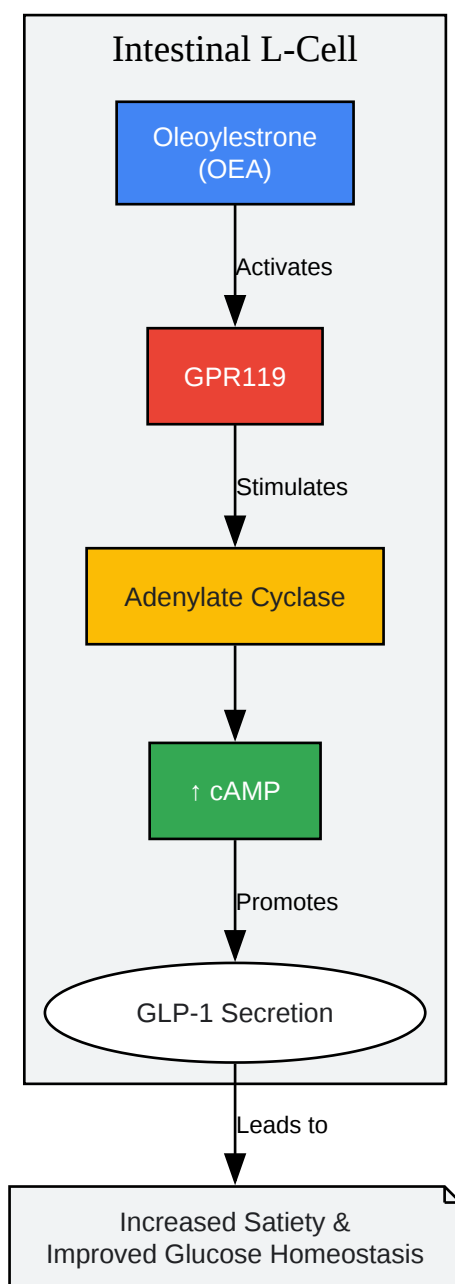 Intestinal L-Cell
Oleoylestrone
(OEA)
Activates
GPR119
Stimulates
Adenylate Cyclase
↑ cAMP
Promotes
GLP-1 Secretion
Leads to
Increased Satiety &
Improved Glucose Homeostasis